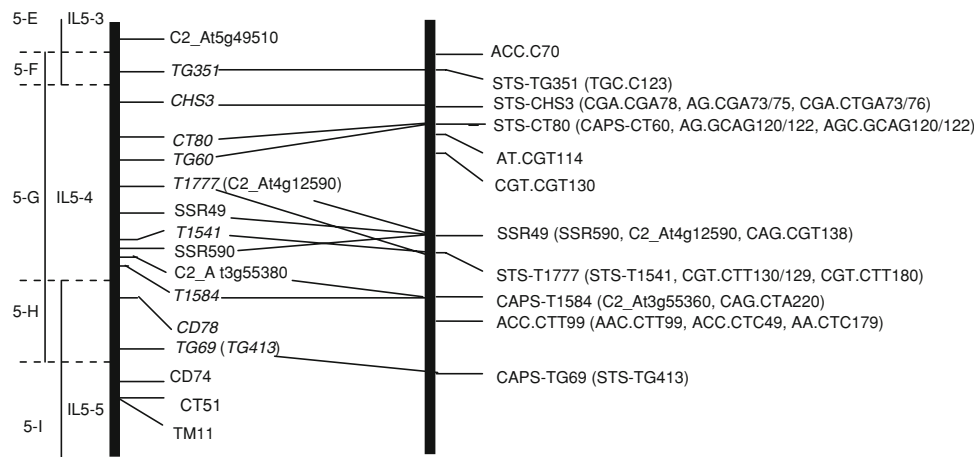 5-E IL5-3
5-F
5-G IL5-4
5-H
5-I IL5-5
C2_At5g49510
TG351
CHS3
CT80
TG60
T1777 (C2_At4g12590)
SSR49
T1541
SSR590
C2_A t3g55380
T1584
CD78
TG69 (TG413)
CD74
CT51
TM11
ACC.C70
STS-TG351 (TGC.C123)
STS-CHS3 (CGA.CGA78, AG.CGA73/75, CGA.CTGA73/76)
STS-CT80 (CAPS-CT60, AG.GCAG120/122, AGC.GCAG120/122)
AT.CGT114
CGT.CGT130
SSR49 (SSR590, C2_At4g12590, CAG.CGT138)
STS-T1777 (STS-T1541, CGT.CTT130/129, CGT.CTT180)
CAPS-T1584 (C2_At3g55360, CAG.CTA220)
ACC.CTT99 (AAC.CTT99, ACC.CTC49, AA.CTC179)
CAPS-TG69 (STS-TG413)